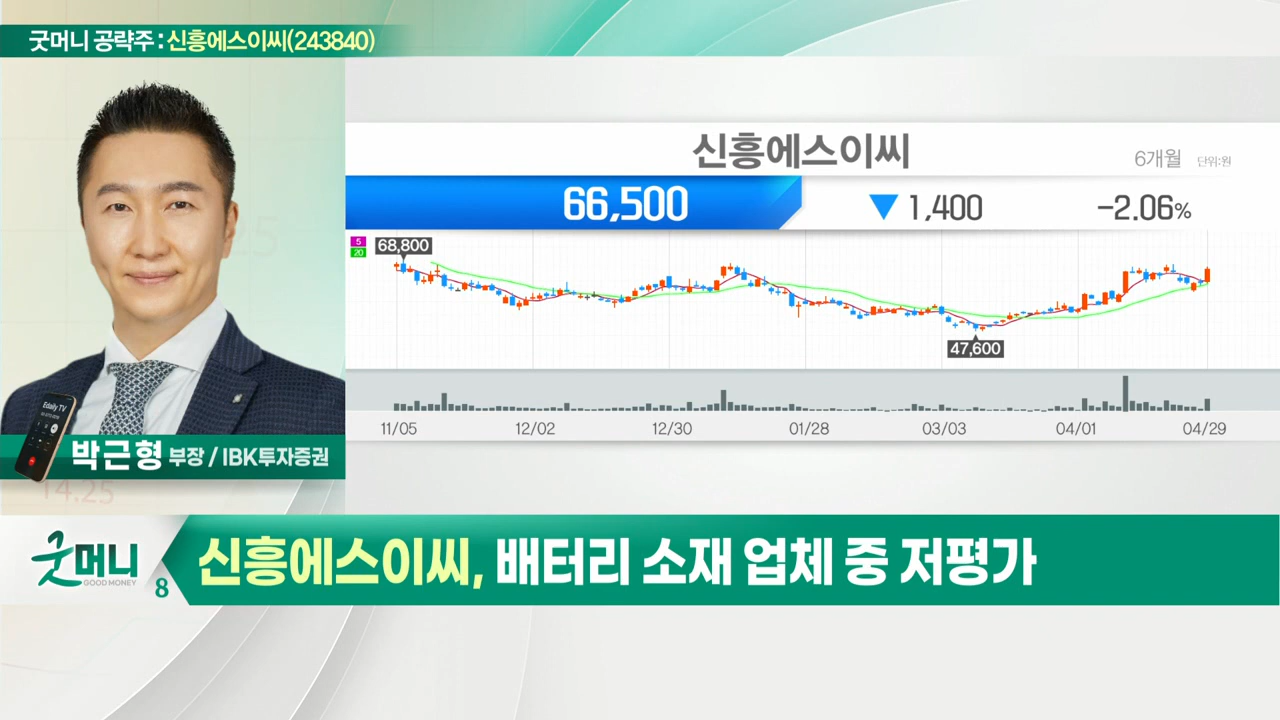 굿머니 공략주 : 신흥에스이씨(243840)
신흥에스이씨
6개월 단위:원
66,500 ▼ 1,400 -2.06%
5
20
68,800
47,600
11/05 12/02 12/30 01/28 03/03 04/01 04/29
Edaily TV
박근형 부장 / IBK투자증권
14.25
굿머니
GOOD MONEY
8
신흥에스이씨, 배터리 소재 업체 중 저평가